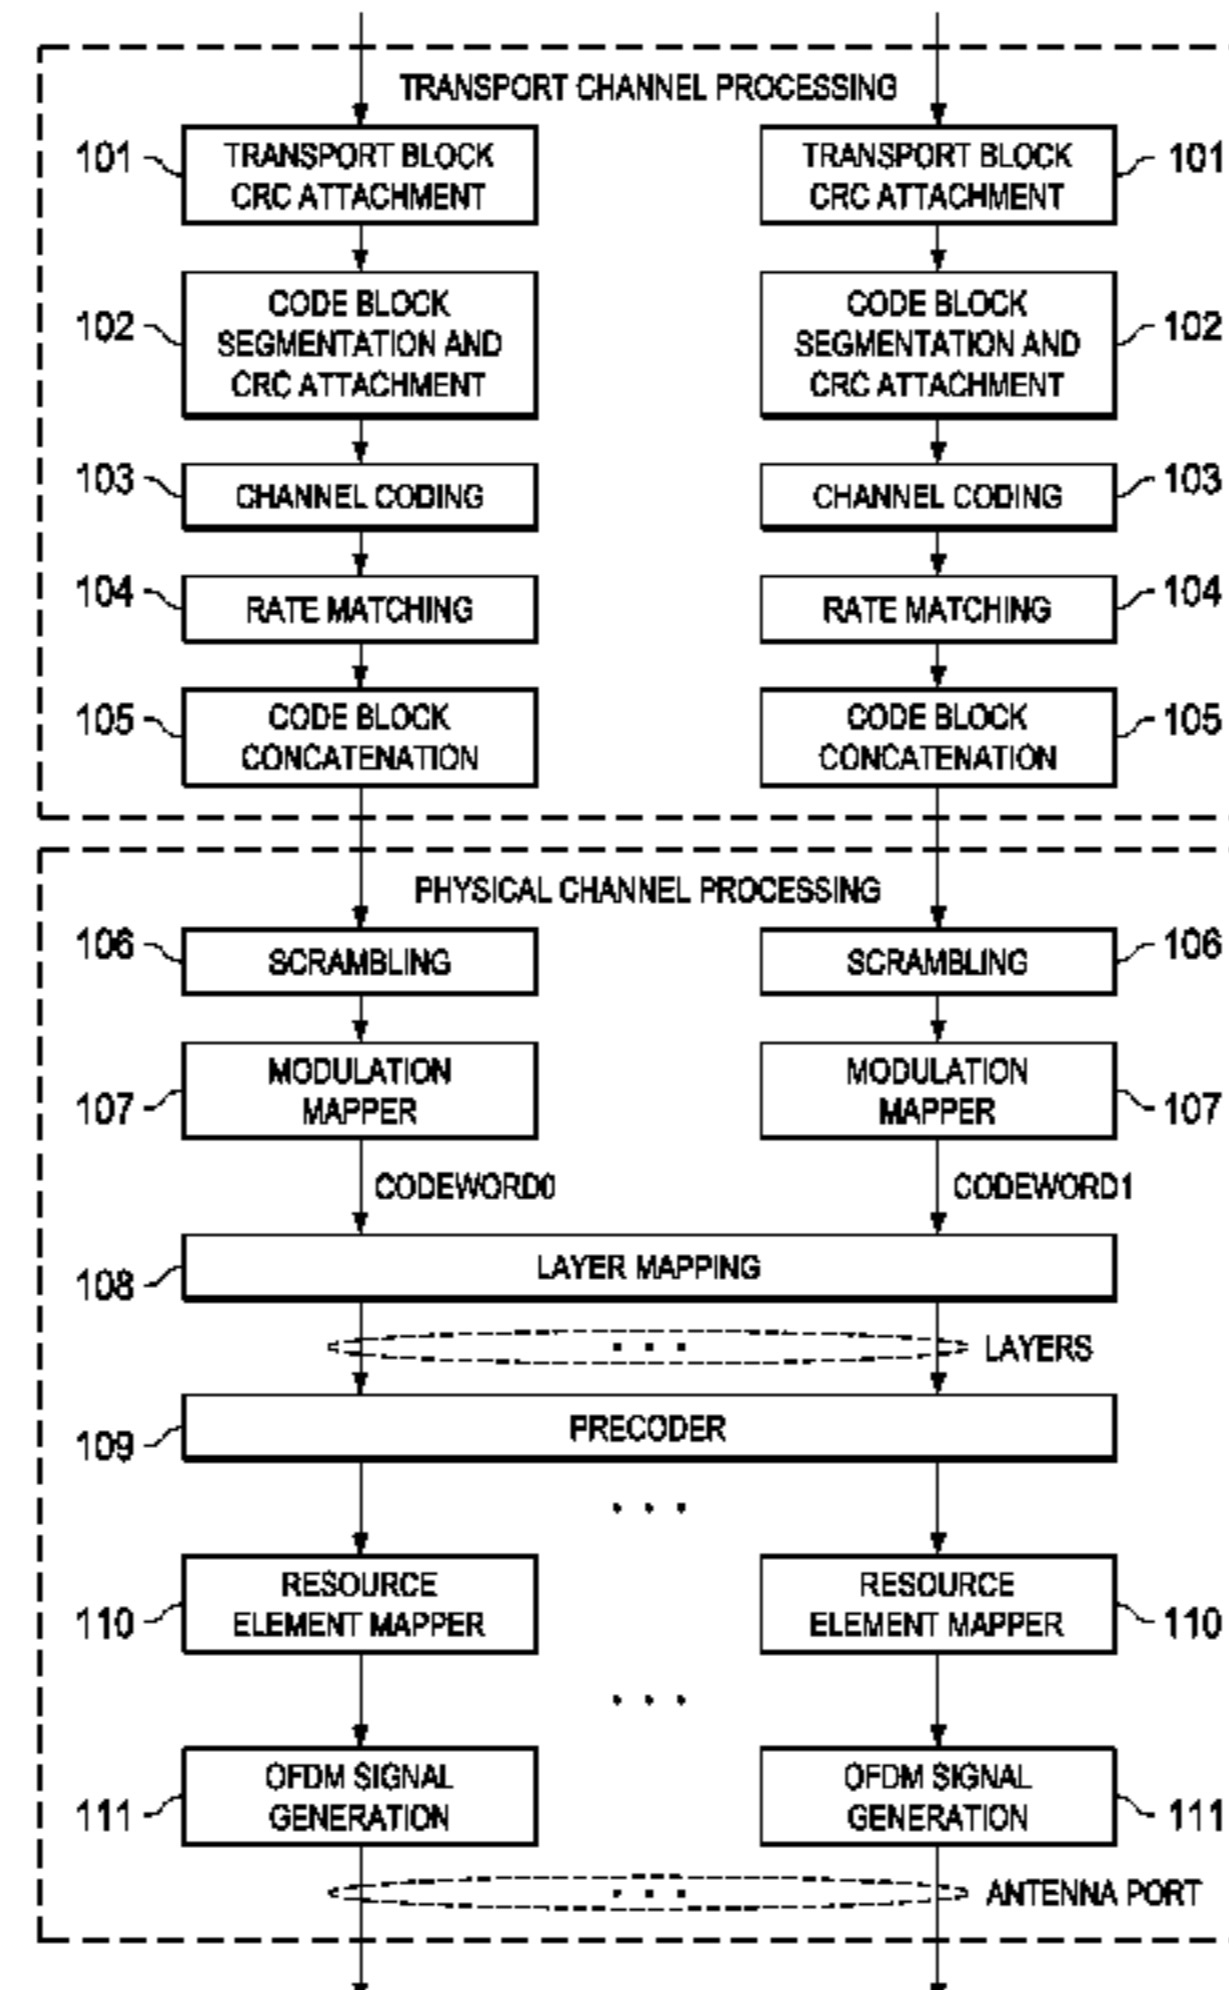 TRANSPORT CHANNEL PROCESSING
101
TRANSPORT BLOCK
CRC ATTACHMENT
TRANSPORT BLOCK
CRC ATTACHMENT
101
102
CODE BLOCK
SEGMENTATION AND
CRC ATTACHMENT
CODE BLOCK
SEGMENTATION AND
CRC ATTACHMENT
102
103
CHANNEL CODING
CHANNEL CODING
103
104
RATE MATCHING
RATE MATCHING
104
105
CODE BLOCK
CONCATENATION
CODE BLOCK
CONCATENATION
105
PHYSICAL CHANNEL PROCESSING
106
SCRAMBLING
SCRAMBLING
106
107
MODULATION
MAPPER
MODULATION
MAPPER
107
CODEWORD0
CODEWORD1
108
LAYER MAPPING
. . .
LAYERS
109
PRECODER
. . .
110
RESOURCE
ELEMENT MAPPER
RESOURCE
ELEMENT MAPPER
110
. . .
111
OFDM SIGNAL
GENERATION
OFDM SIGNAL
GENERATION
111
. . .
ANTENNA PORT